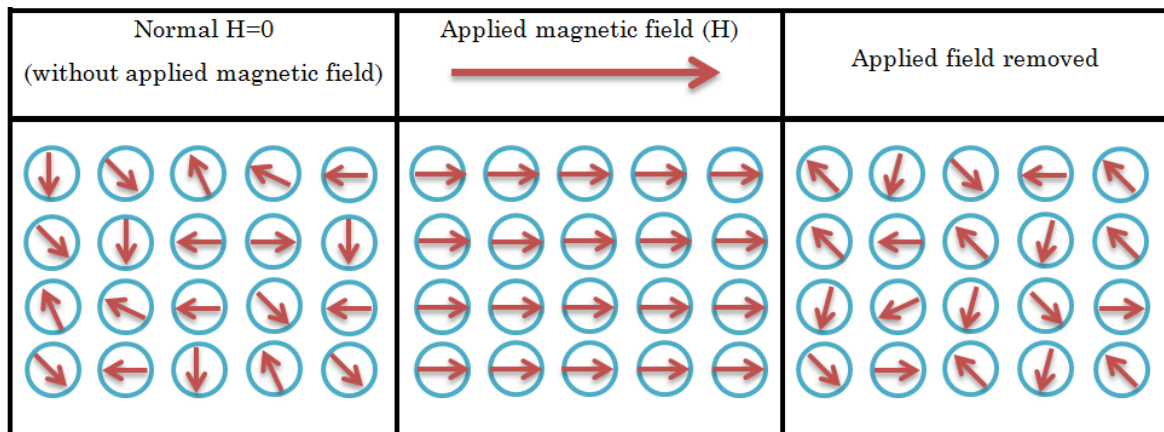 Normal H=0
(without applied magnetic field)
Applied magnetic field (H)
Applied field removed